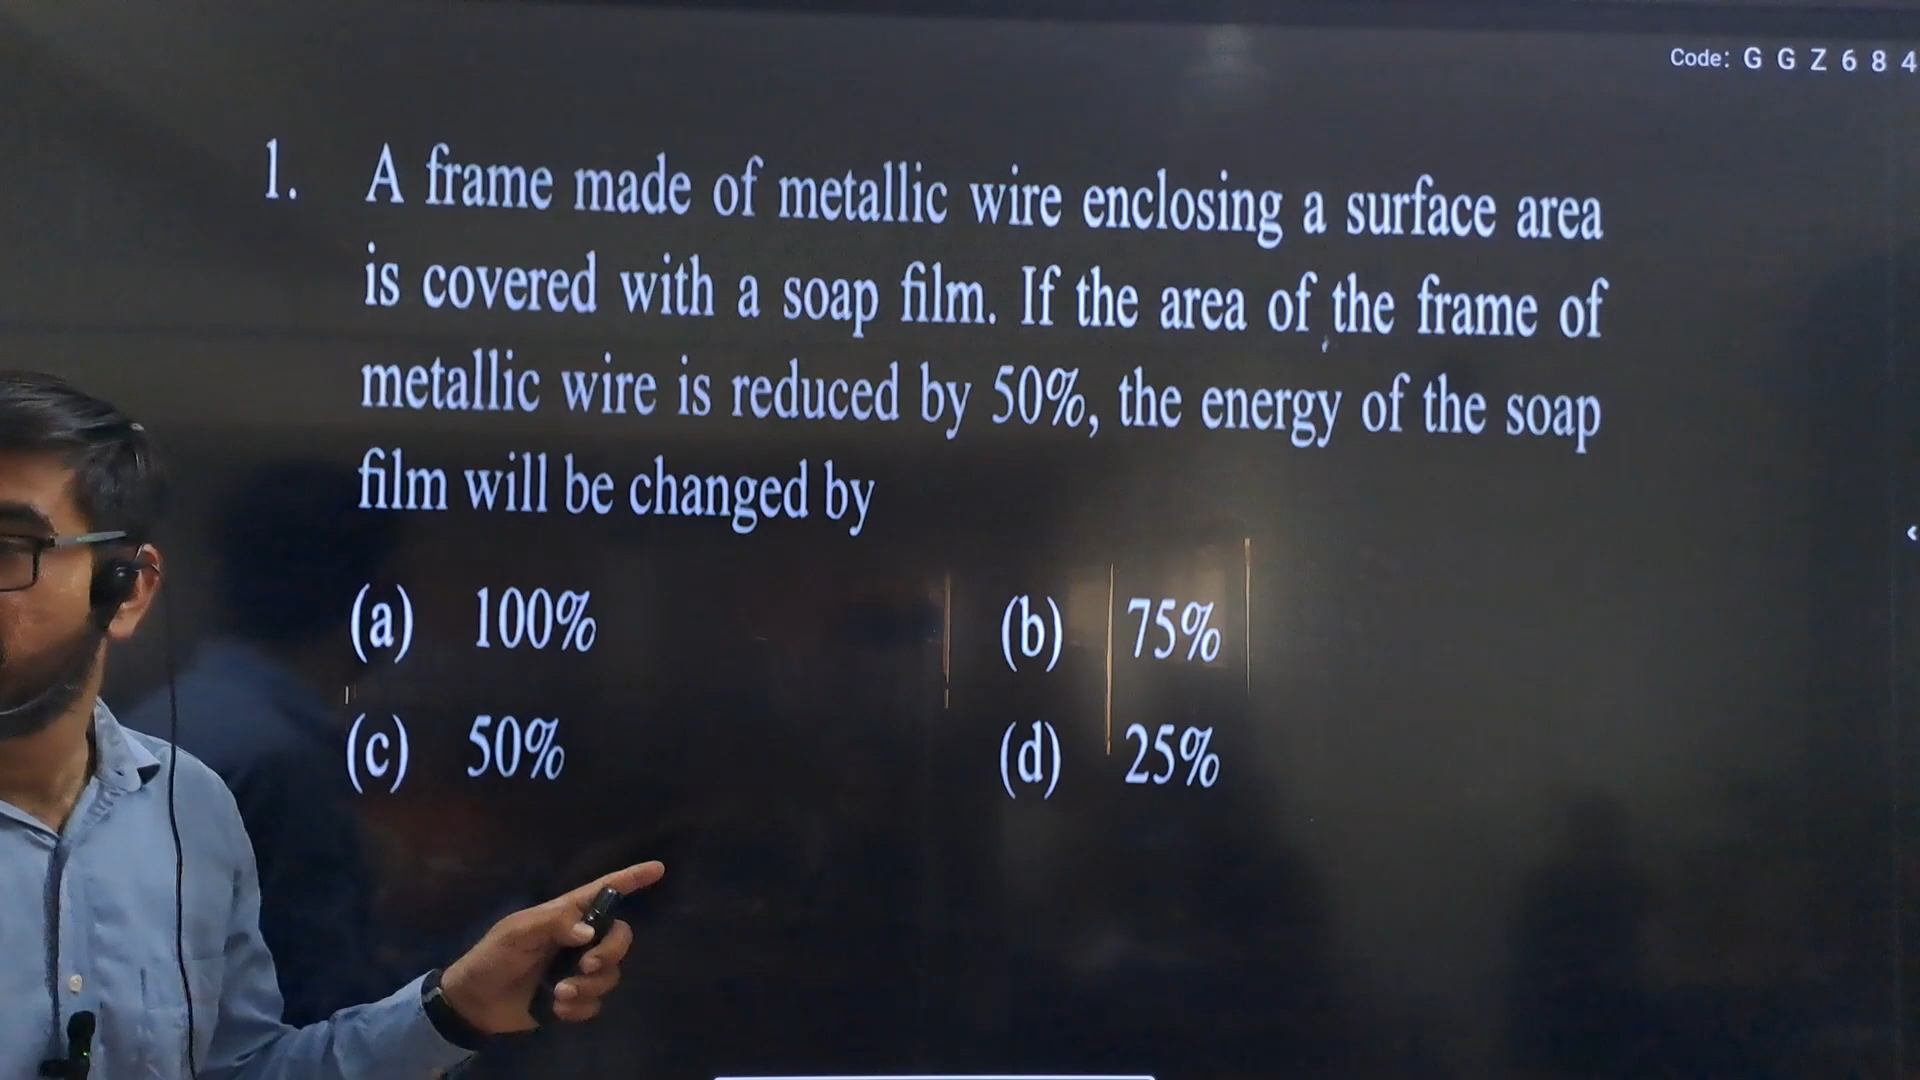 Code: G G Z 6 8 4
1. A frame made of metallic wire enclosing a surface area
is covered with a soap film. If the area of the frame of
metallic wire is reduced by 50%, the energy of the soap
film will be changed by
(a) 100% (b) 75%
(c) 50% (d) 25%